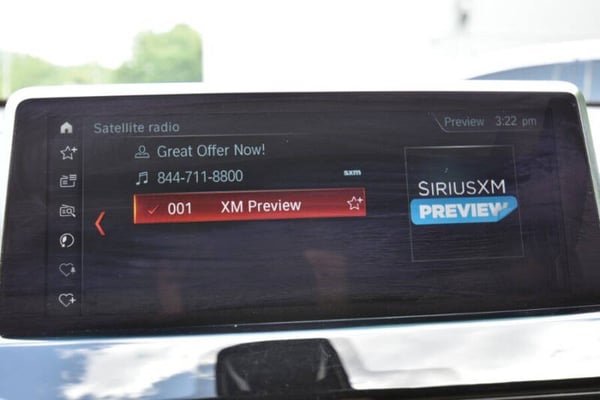 Satellite radio
Preview 3:22 pm
Great Offer Now!
844-711-8800
sxm
001 XM Preview
SIRIUSXM
PREVIEW